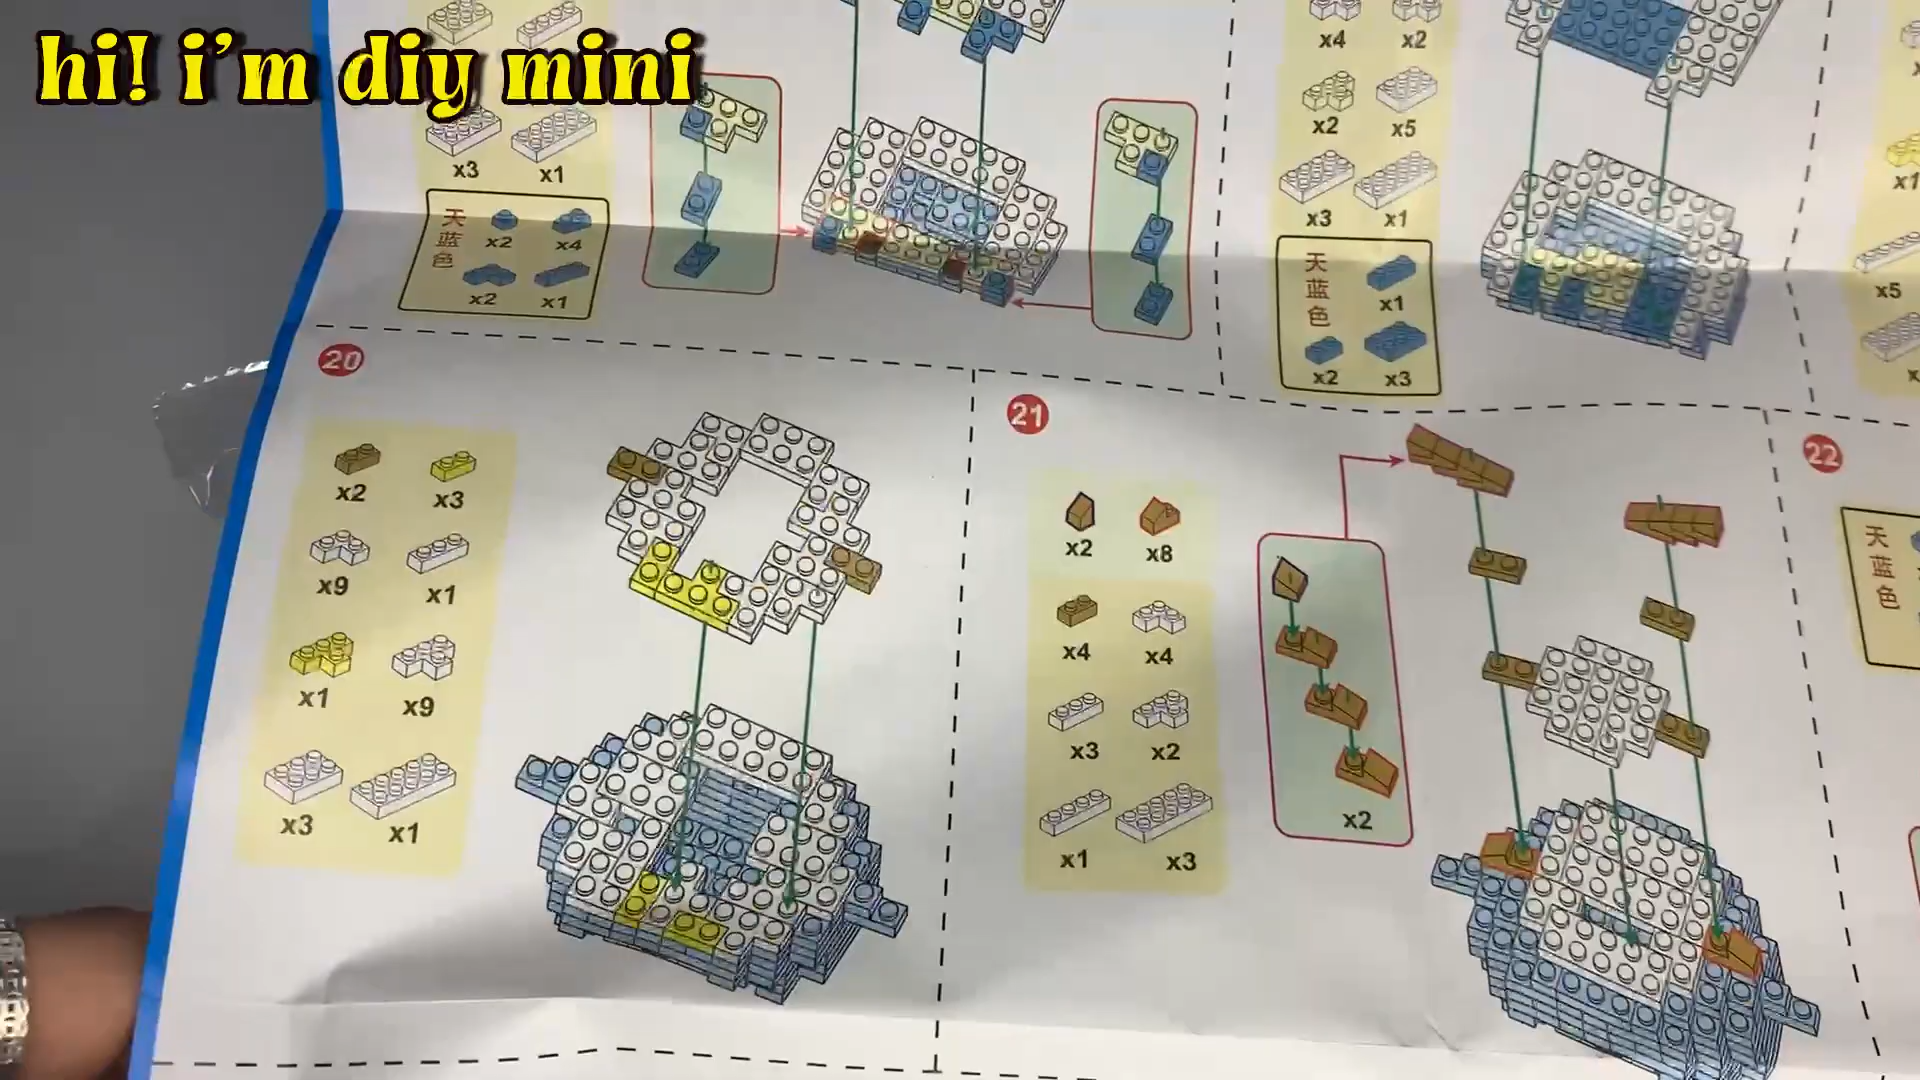 hi! i'm diy mini
x3 x1
天蓝色
x2 x4
x2 x1
x4 x2
x2 x5
x3 x1
天蓝色
x1
x2 x3
x1
x5
20
x2 x3
x9 x1
x1 x9
x3 x1
21
x2 x8
x4 x4
x3 x2
x1 x3
x2
22
天蓝色